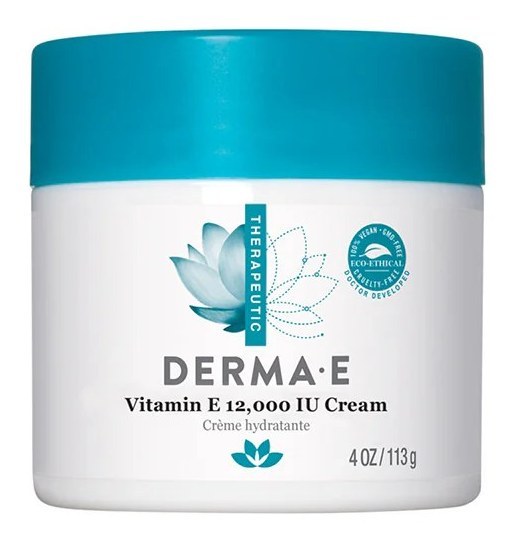 THERAPEUTIC
100% VEGAN • GMO-FREE
ECO-ETHICAL
CRUELTY-FREE
DOCTOR DEVELOPED
DERMA·E
Vitamin E 12,000 IU Cream
Crème hydratante
4 OZ/113g